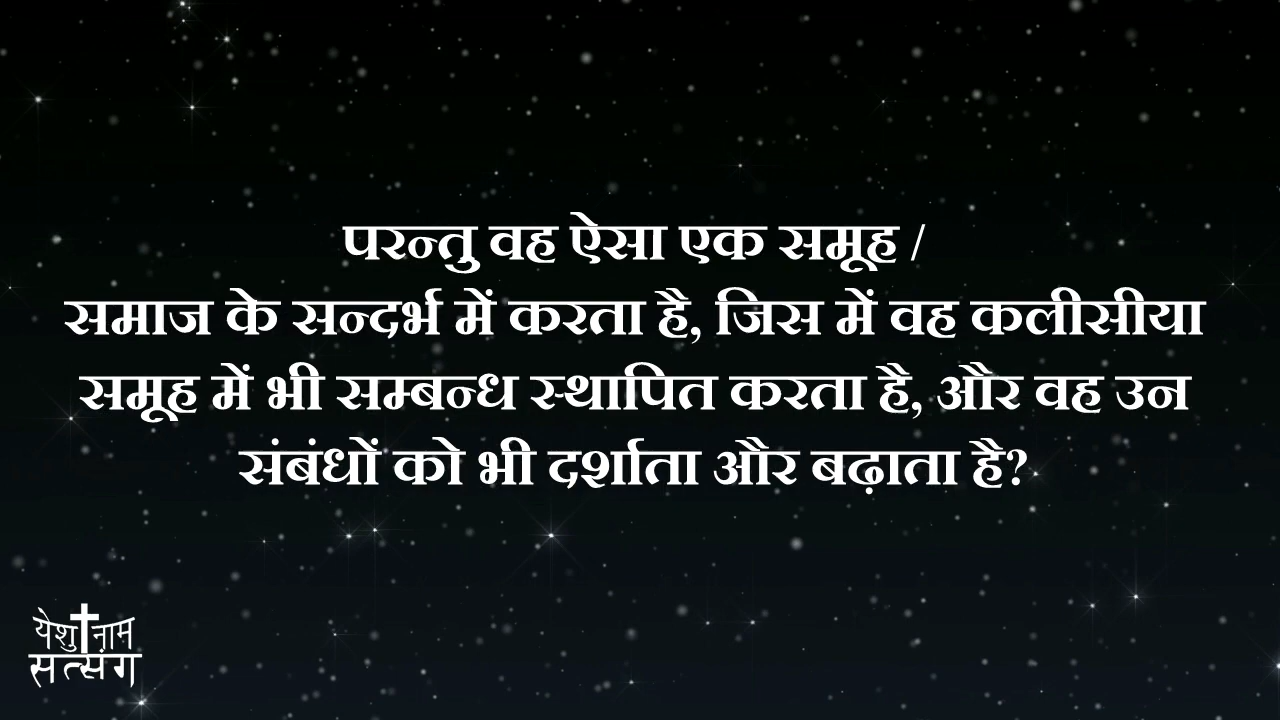 परन्तु वह ऐसा एक समूह /
समाज के सन्दर्भ में करता है, जिस में वह कलीसीया
समूह में भी सम्बन्ध स्थापित करता है, और वह उन
संबंधों को भी दर्शाता और बढ़ाता है?
येशु नाम
सत्संग